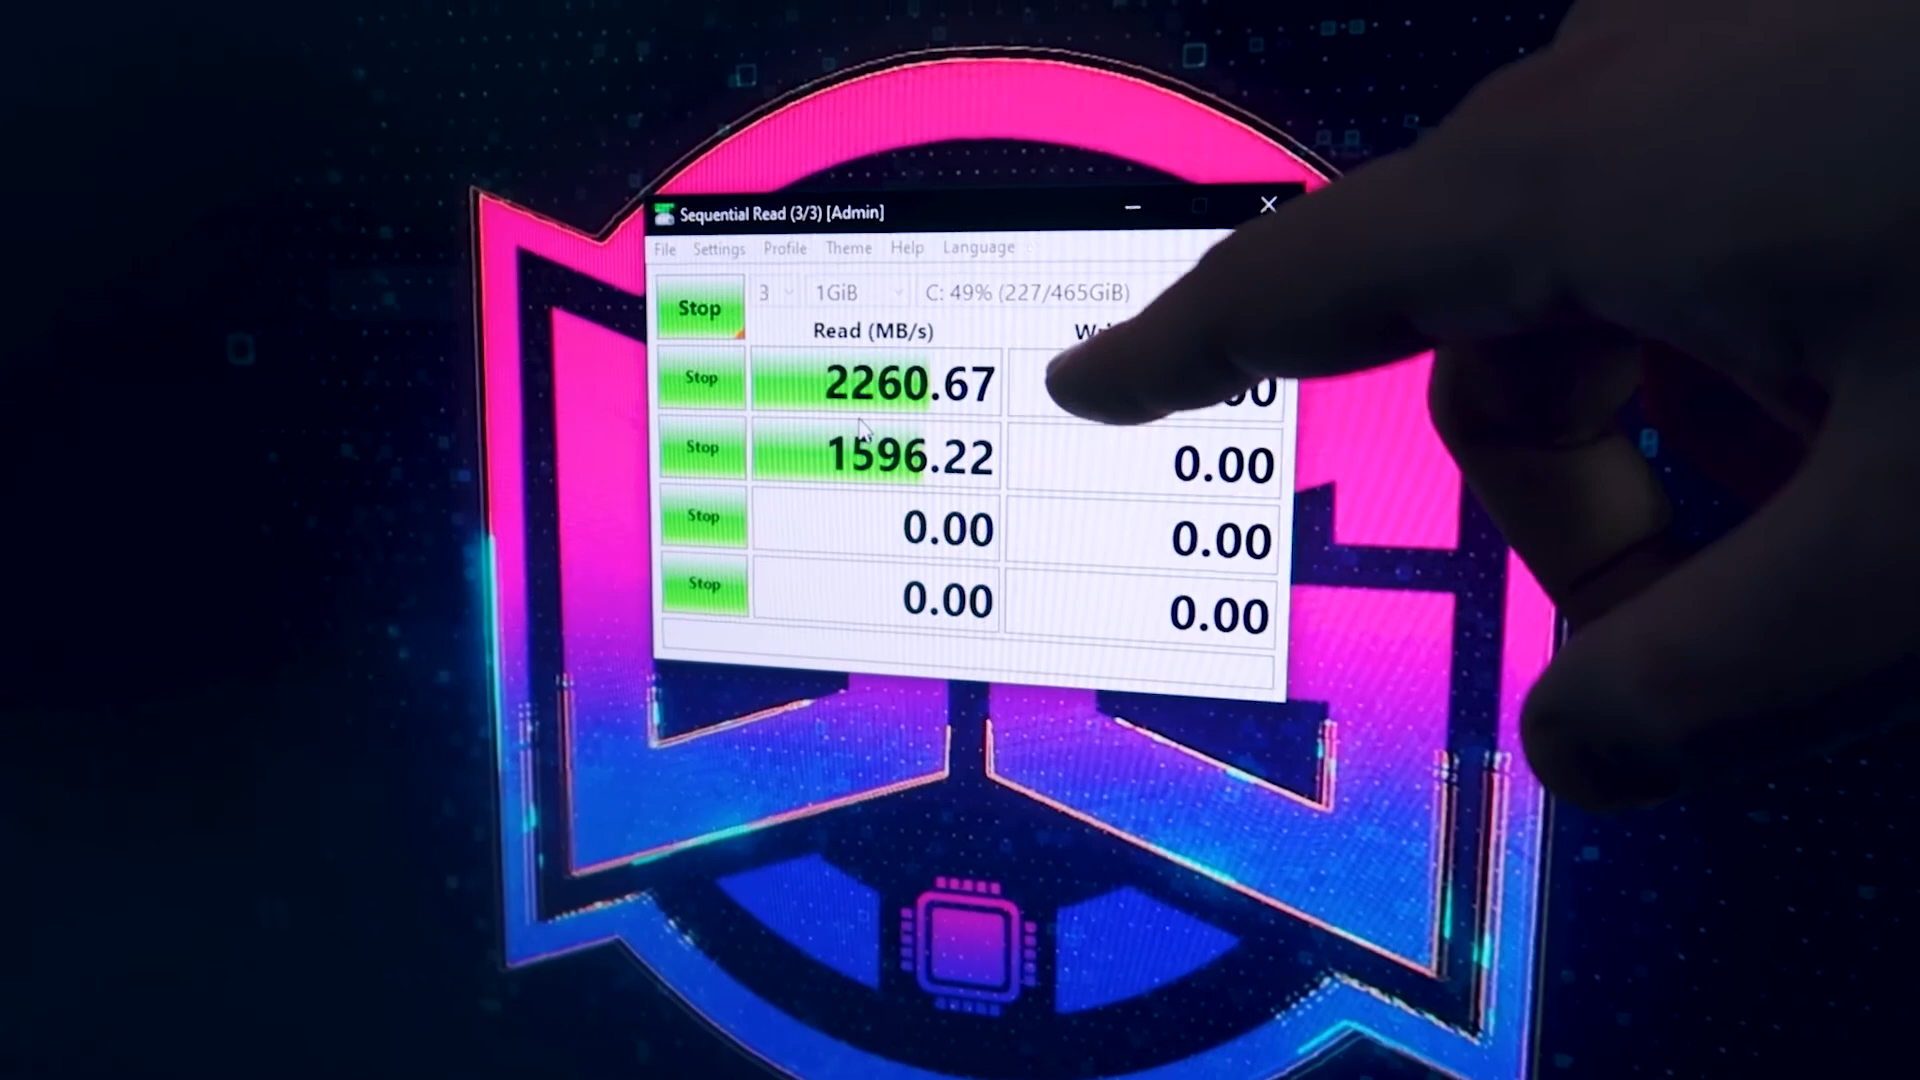 Sequential Read (3/3) [Admin]
File Settings Profile Theme Help Language
Stop 3 1GiB C: 49% (227/465GiB)
Read (MB/s)
Stop 2260.67
Stop 1596.22 0.00
Stop 0.00 0.00
Stop 0.00 0.00